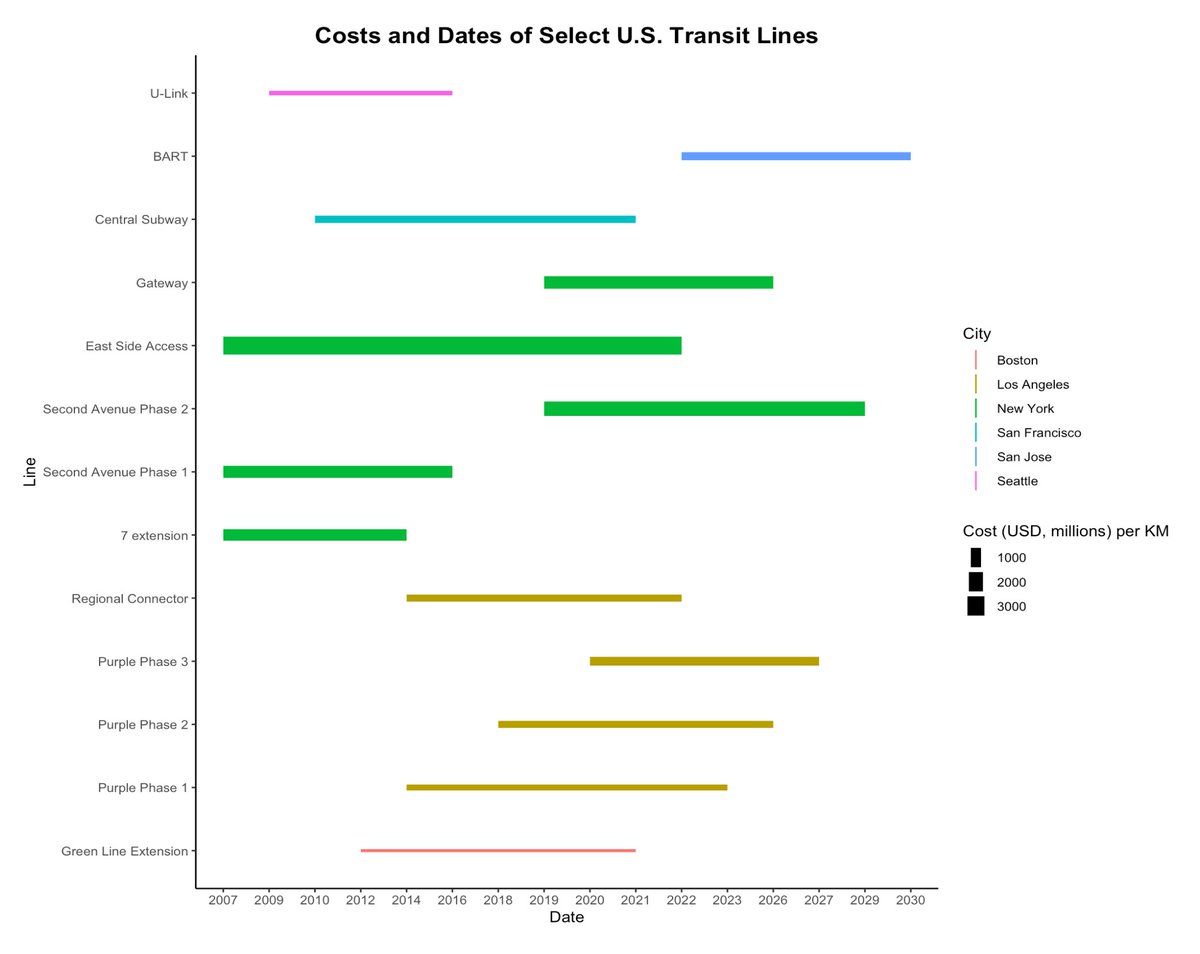 Costs and Dates of Select U.S. Transit Lines
U-Link
BART
Central Subway
Gateway
East Side Access
Second Avenue Phase 2
Second Avenue Phase 1
7 extension
Regional Connector
Purple Phase 3
Purple Phase 2
Purple Phase 1
Green Line Extension
Line
2007 2009 2010 2012 2014 2016 2018 2019 2020 2021 2022 2023 2026 2027 2029 2030
Date
City
Boston
Los Angeles
New York
San Francisco
San Jose
Seattle
Cost (USD, millions) per KM
1000
2000
3000